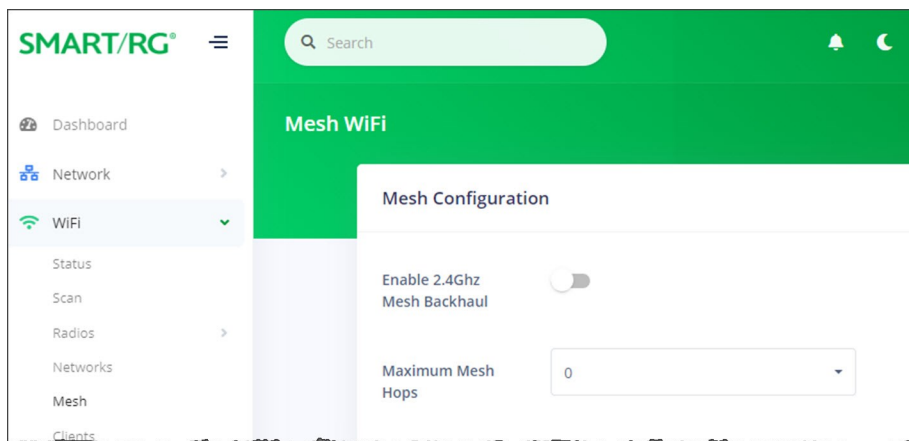 SMART/RG®
Search
Dashboard
Network
WiFi
Status
Scan
Radios
Networks
Mesh
Clients
Mesh WiFi
Mesh Configuration
Enable 2.4Ghz
Mesh Backhaul
Maximum Mesh
Hops
0